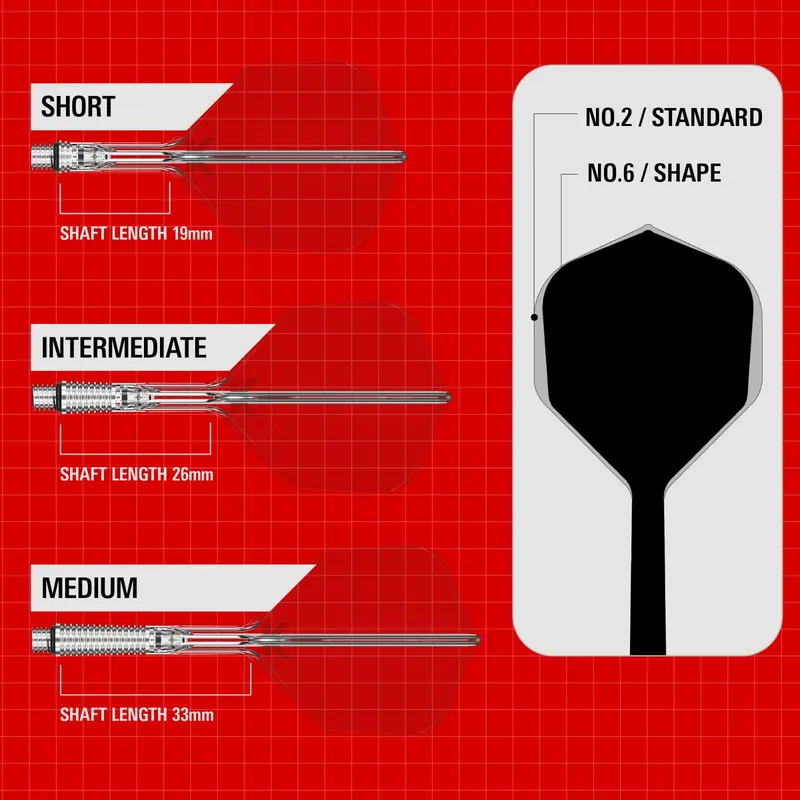 SHORT
SHAFT LENGTH 19mm
INTERMEDIATE
SHAFT LENGTH 26mm
MEDIUM
SHAFT LENGTH 33mm
NO.2 / STANDARD
NO.6 / SHAPE